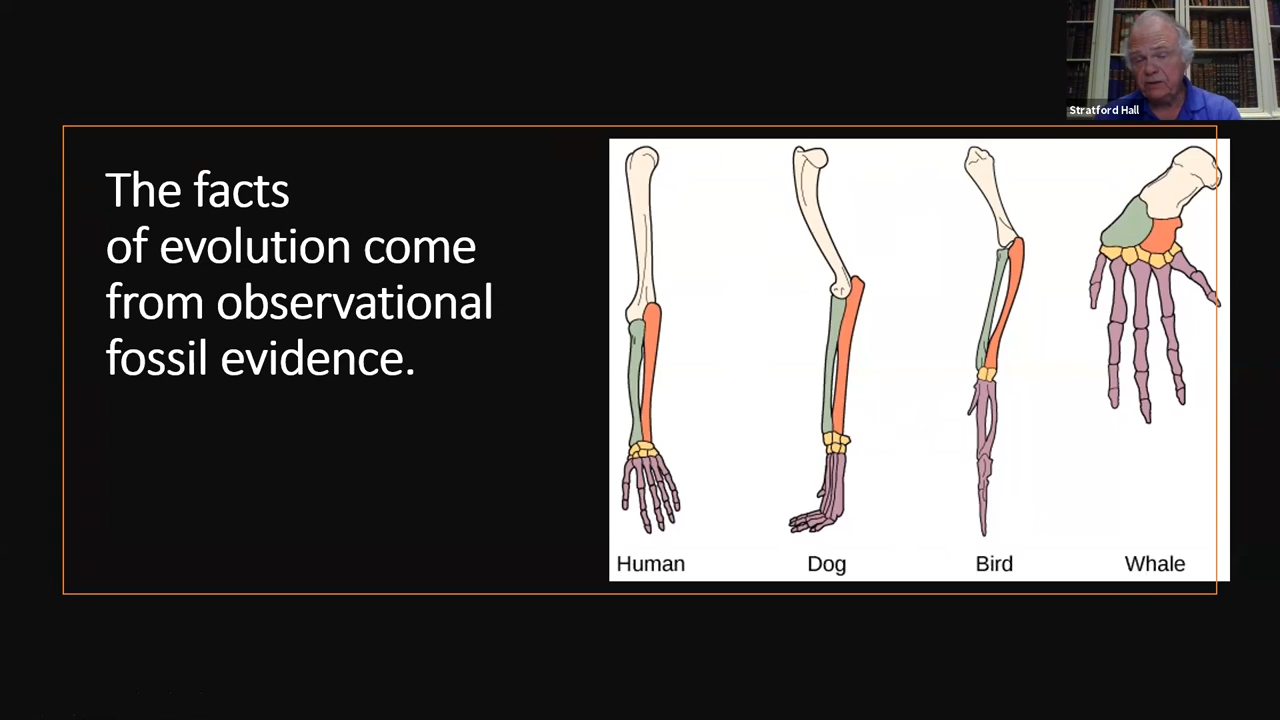 Stratford Hall
The facts
of evolution come
from observational
fossil evidence.
Human
Dog
Bird
Whale